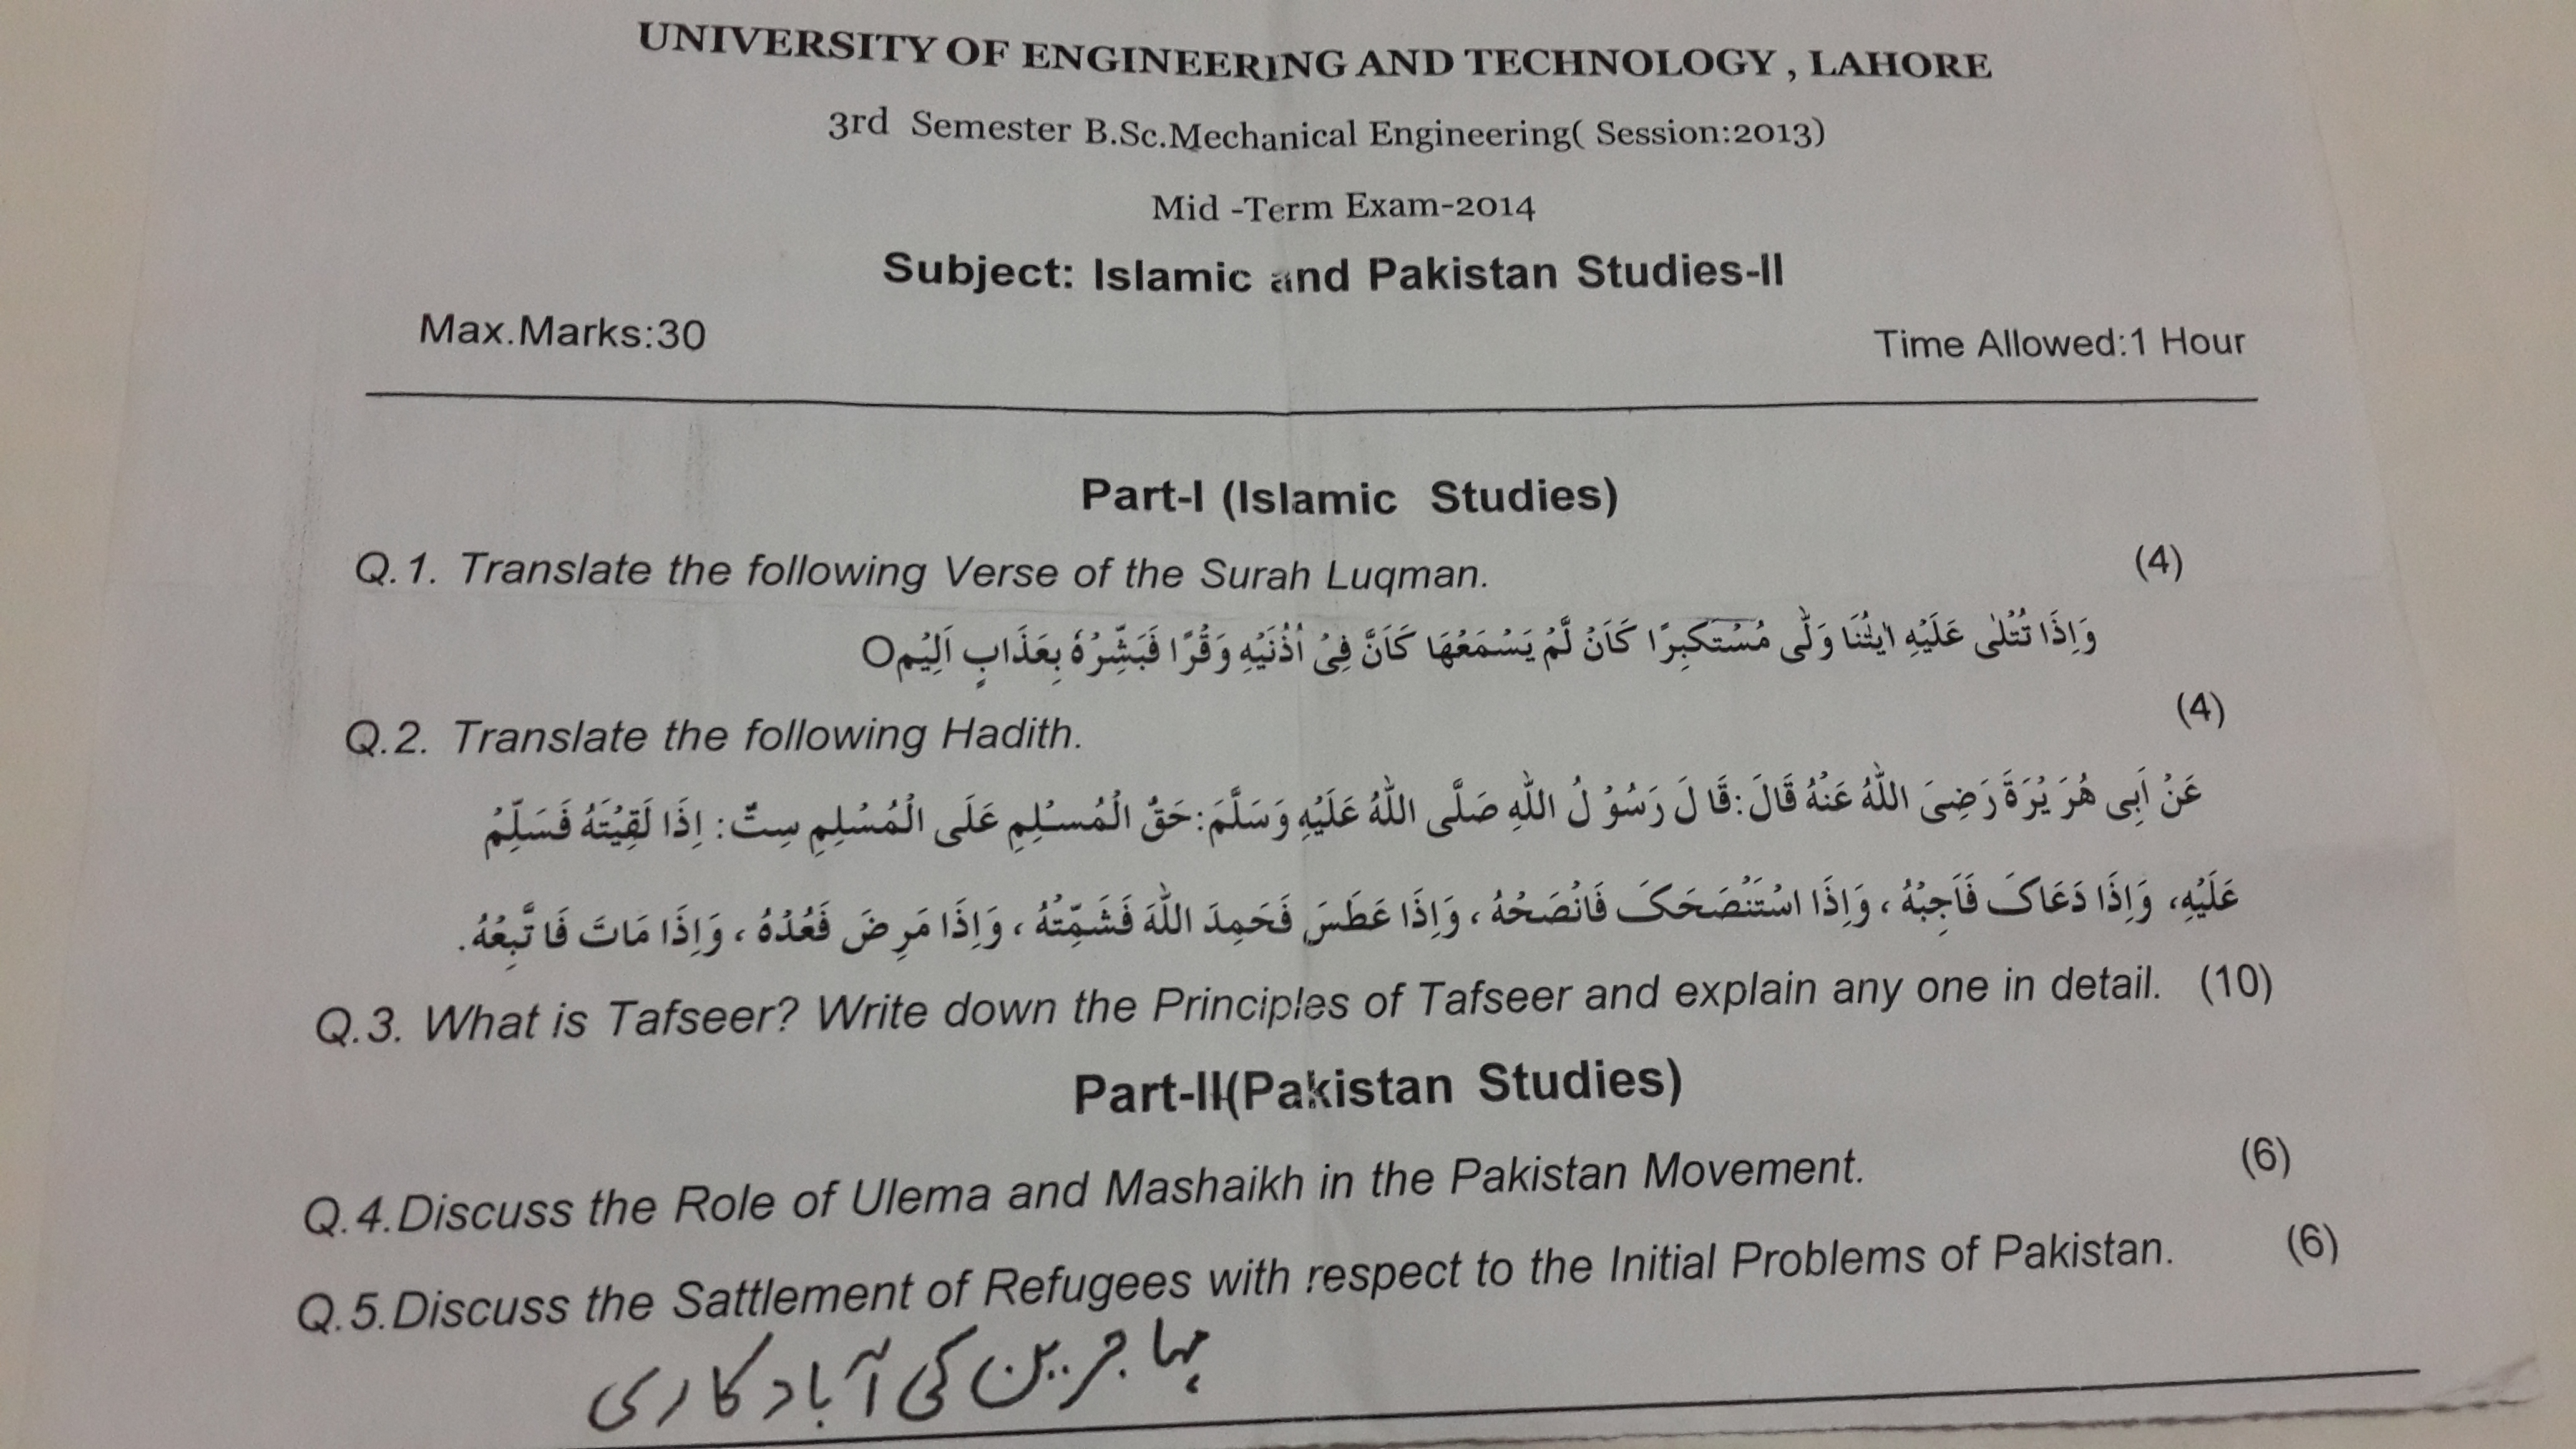 UNIVERSITY OF ENGINEERING AND TECHNOLOGY , LAHORE
3rd Semester B.Sc.Mechanical Engineering( Session:2013)
Mid -Term Exam-2014
Subject: Islamic and Pakistan Studies-II
Max.Marks:30 Time Allowed:1 Hour
Part-I (Islamic Studies)
Q.1. Translate the following Verse of the Surah Luqman. (4)
وَاِذَا تُتْلٰى عَلَيْهِ اٰيٰتُنَا وَلّٰى مُسْتَكْبِرًا كَاَنْ لَّمْ يَسْمَعْهَا كَاَنَّ فِىْ اُذُنَيْهِ وَقْرًا فَبَشِّرْهُ بِعَذَابٍ اَلِيْمٍO
Q.2. Translate the following Hadith. (4)
عَنْ اَبِى هُرَيْرَةَ رَضِىَ اللّٰهُ عَنْهُ قَالَ:قَالَ رَسُوْلُ اللّٰهِ صَلَّى اللّٰهُ عَلَيْهِ وَسَلَّمَ:حَقُّ الْمُسْلِمِ عَلَى الْمُسْلِمِ سِتٌّ: اِذَا لَقِيْتَهُ فَسَلِّمْ
عَلَيْهِ، وَاِذَا دَعَاکَ فَاَجِبْهُ، وَاِذَا اسْتَنْصَحَکَ فَانْصَحْهُ، وَاِذَا عَطَسَ فَحَمِدَ اللّٰهَ فَشَمِّتْهُ، وَاِذَا مَرِضَ فَعُدْهُ، وَاِذَا مَاتَ فَاتَّبِعْهُ.
Q.3. What is Tafseer? Write down the Principles of Tafseer and explain any one in detail. (10)
Part-II(Pakistan Studies)
Q.4.Discuss the Role of Ulema and Mashaikh in the Pakistan Movement. (6)
Q.5.Discuss the Sattlement of Refugees with respect to the Initial Problems of Pakistan. (6)
مہاجرین کی آبادکاری